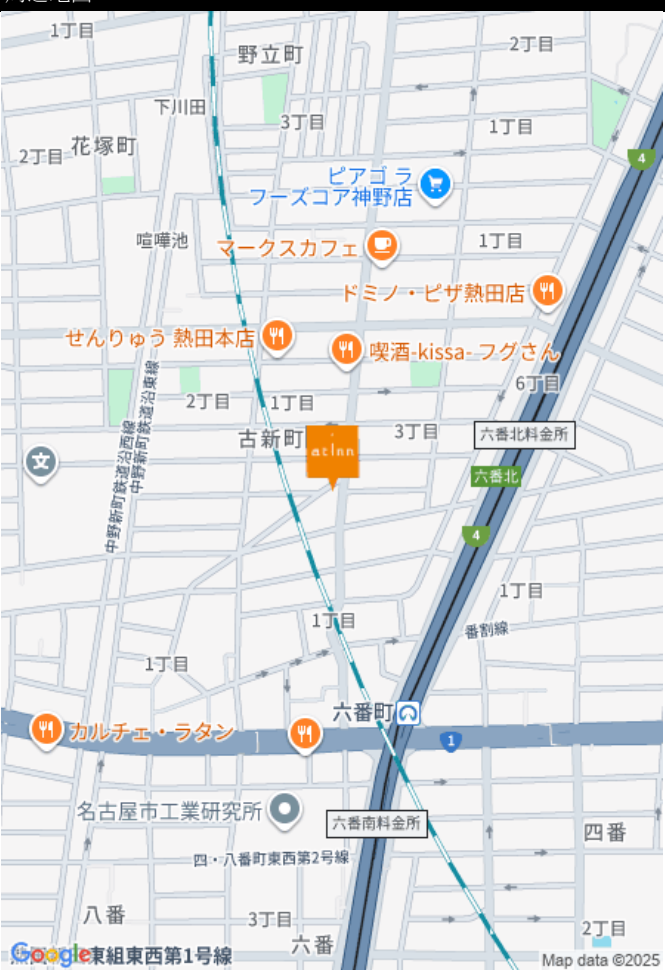 周辺地図
1丁目
2丁目
野立町
下川田
3丁目
1丁目
花塚町
2丁目
4
ピアゴ ラ
フーズコア神野店
喧嘩池
マークスカフェ
1丁目
ドミノ・ピザ熱田店
せんりゅう 熱田本店
喫酒-kissa- フグさん
6丁目
2丁目
1丁目
中野新町鉄道沿西線
中野新町鉄道沿東線
古新町
3丁目
六番北料金所
atinn
文
六番北
4
1丁目
1丁目
番割線
1丁目
六番町
カルチェ・ラタン
1
名古屋市工業研究所
六番南料金所
四番
四・八番町東西第2号線
八番
3丁目
2丁目
六番
Google
東組東西第1号線
Map data ©2025